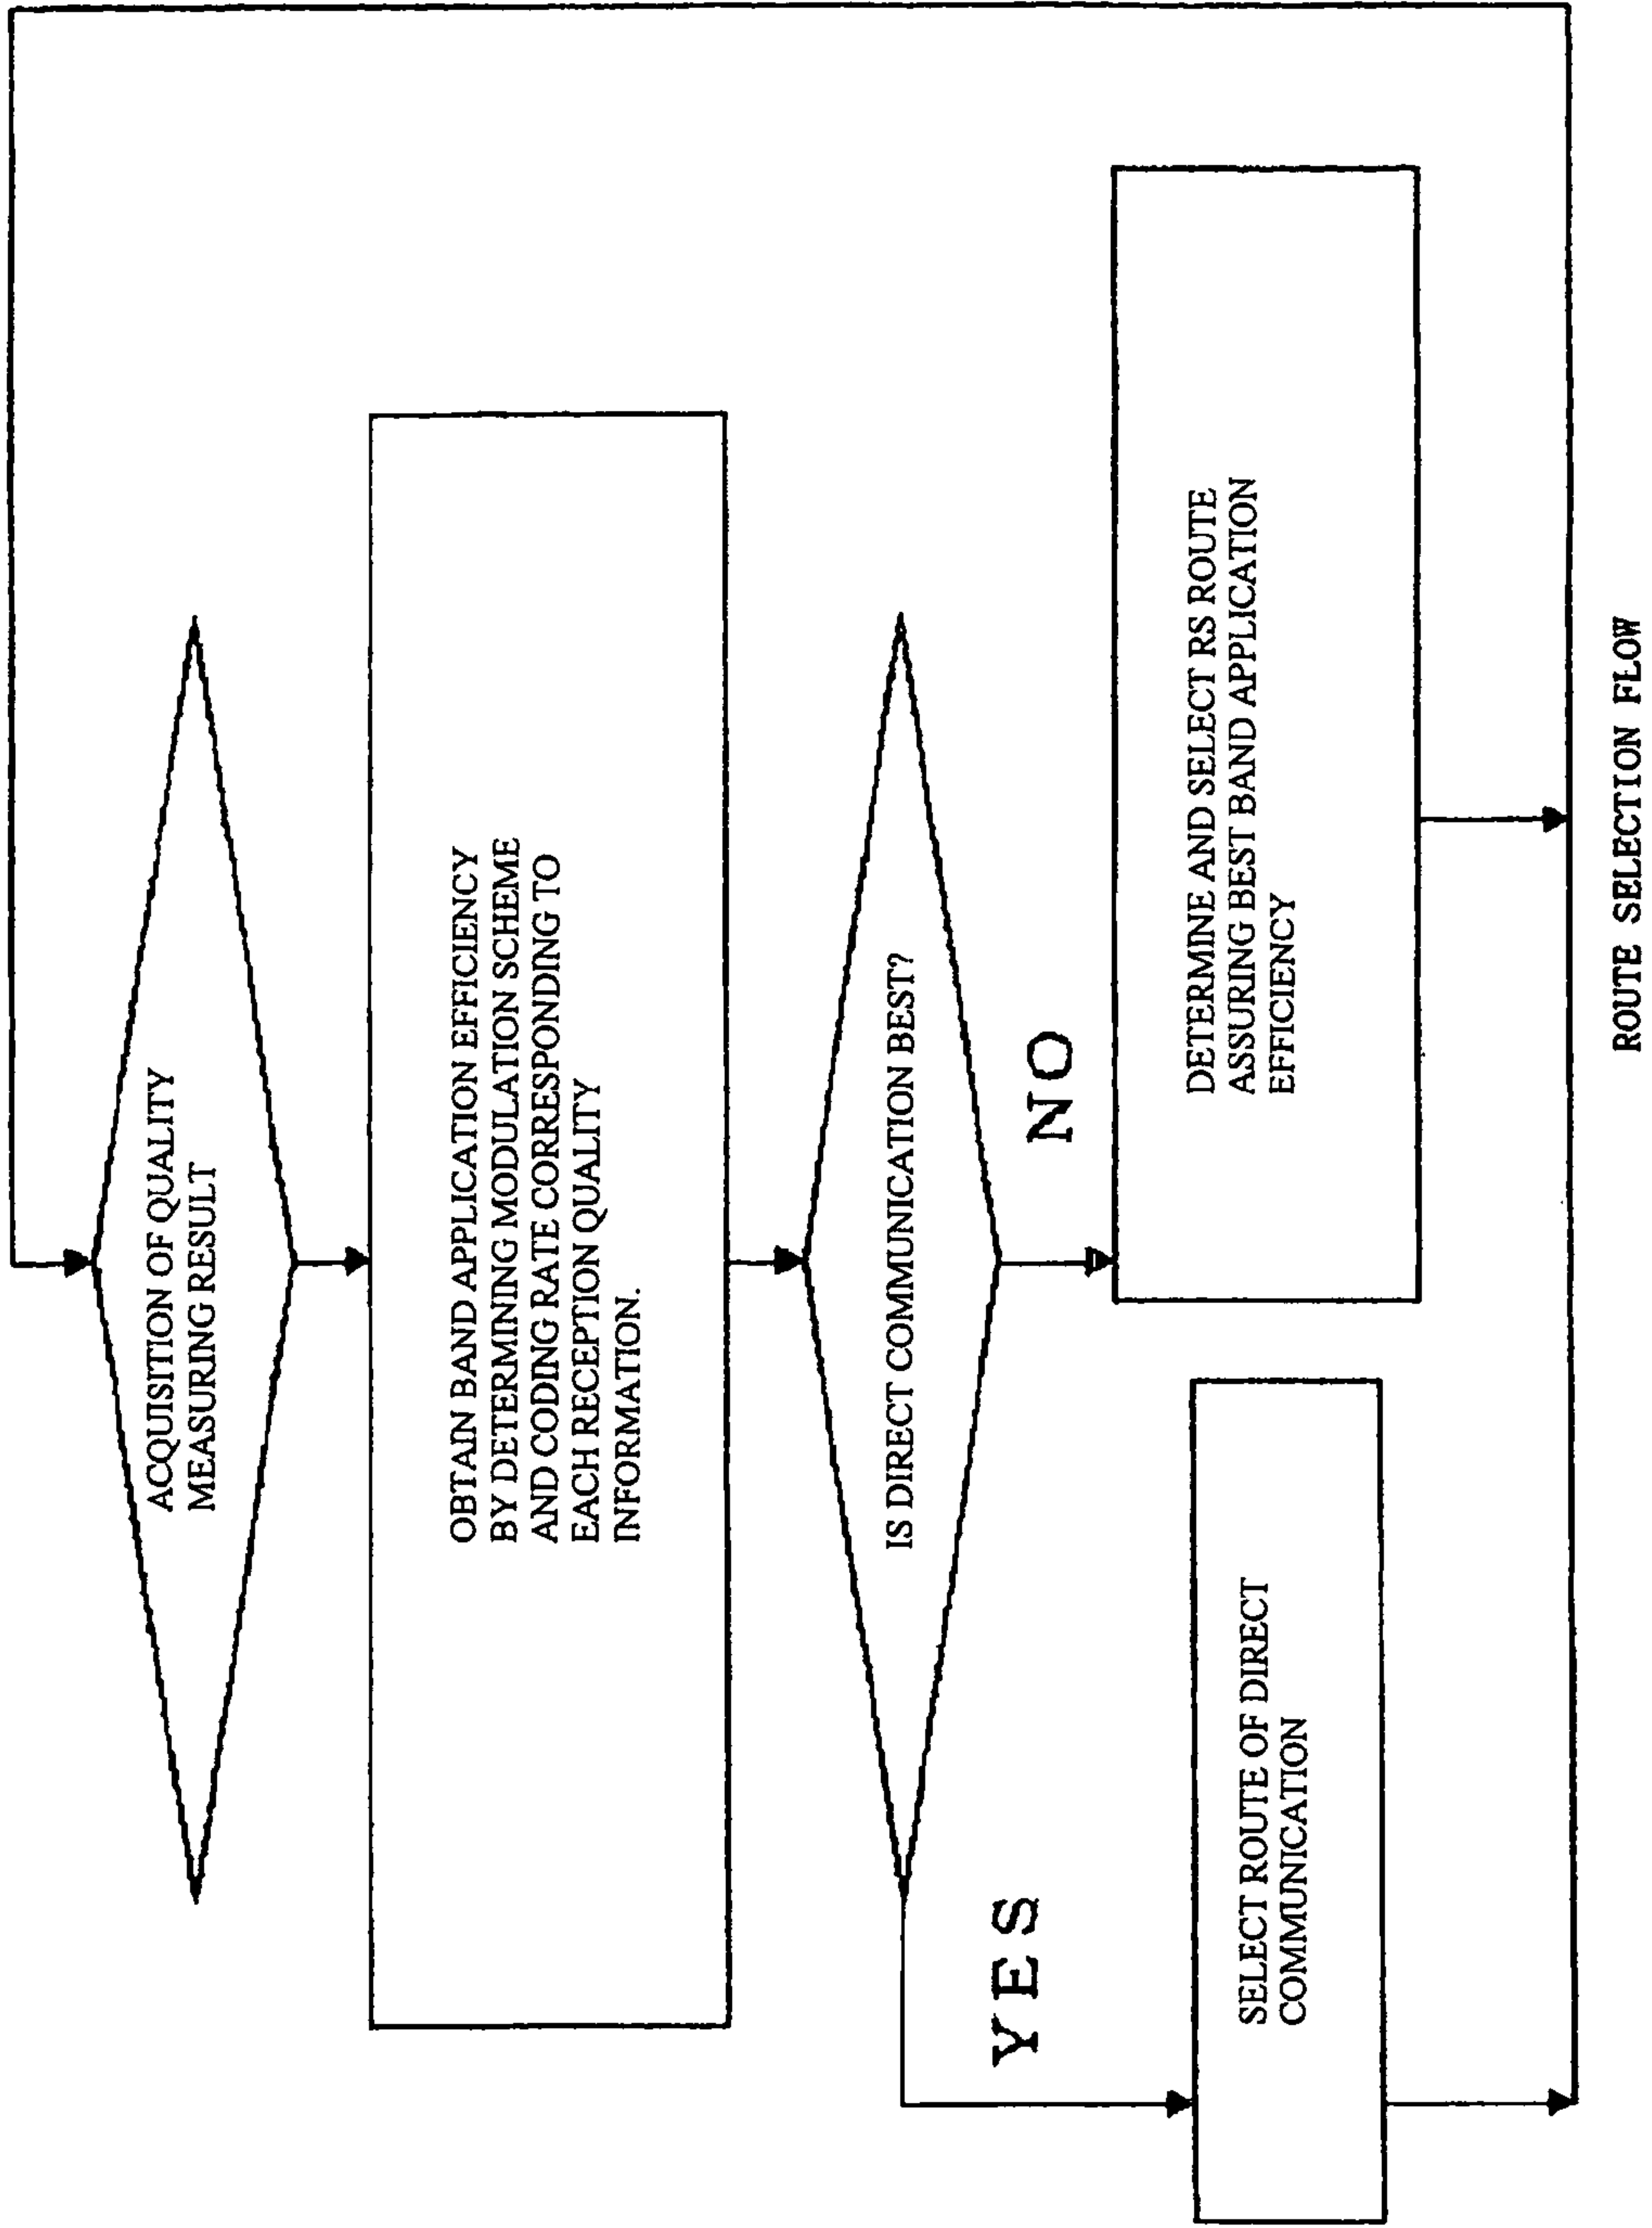 ACQUISITION OF QUALITY
MEASURING RESULT
OBTAIN BAND APPLICATION EFFICIENCY
BY DETERMINING MODULATION SCHEME
AND CODING RATE CORRESPONDING TO
EACH RECEPTION QUALITY
INFORMATION.
IS DIRECT COMMUNICATION BEST?
YES
NO
SELECT ROUTE OF DIRECT
COMMUNICATION
DETERMINE AND SELECT RS ROUTE
ASSURING BEST BAND APPLICATION
EFFICIENCY
ROUTE SELECTION FLOW